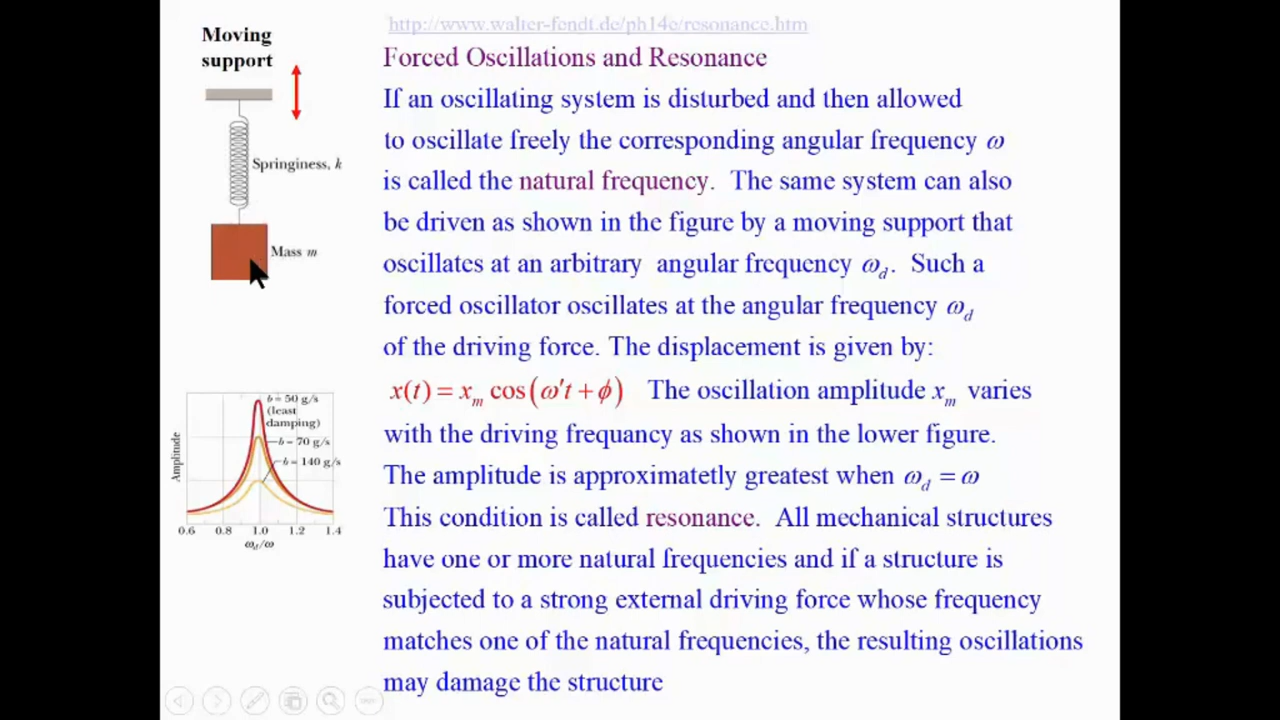 http://www.walter-fendt.de/ph14e/resonance.htm
Moving
support
Springiness, k
Mass m
Forced Oscillations and Resonance
If an oscillating system is disturbed and then allowed
to oscillate freely the corresponding angular frequency ω
is called the natural frequency. The same system can also
be driven as shown in the figure by a moving support that
oscillates at an arbitrary angular frequency ω_d. Such a
forced oscillator oscillates at the angular frequency ω_d
of the driving force. The displacement is given by:
x(t) = x_m cos(ω't + ϕ) The oscillation amplitude x_m varies
with the driving frequancy as shown in the lower figure.
The amplitude is approximatetly greatest when ω_d = ω
This condition is called resonance. All mechanical structures
have one or more natural frequencies and if a structure is
subjected to a strong external driving force whose frequency
matches one of the natural frequencies, the resulting oscillations
may damage the structure
b = 50 g/s
(least
damping)
b = 70 g/s
b = 140 g/s
Amplitude
0.6 0.8 1.0 1.2 1.4
ω_d/ω